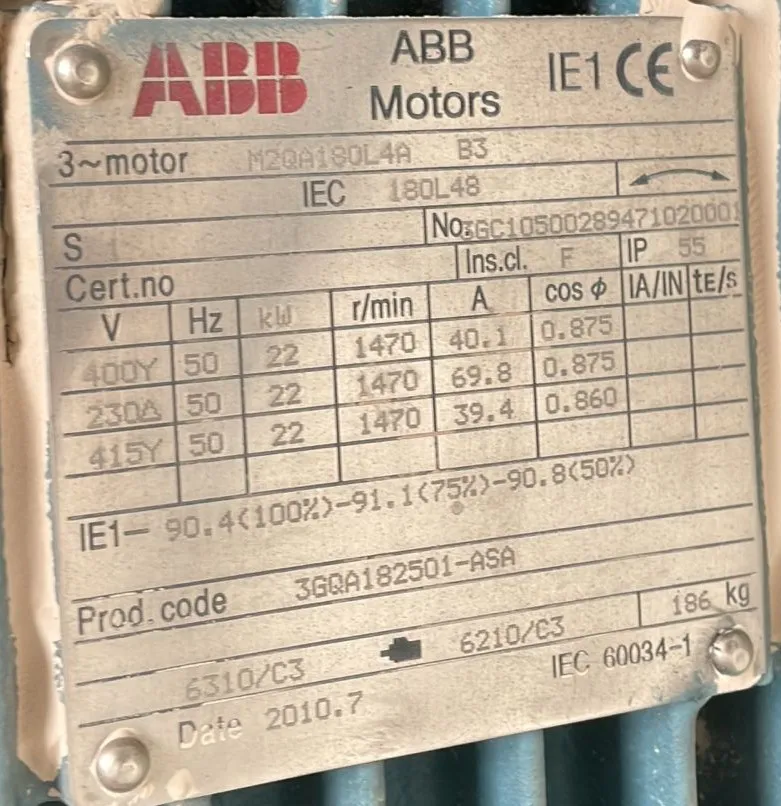 ABB ABB Motors IE1 CE
3~motor M2QA180L4A B3
IEC 180L48
S 1 No. 3GC10500289471020001
Cert.no Ins.cl. F IP 55
V Hz kW r/min A cos ϕ IA/IN tE/s
400Y 50 22 1470 40.1 0.875
230Δ 50 22 1470 69.8 0.875
415Y 50 22 1470 39.4 0.860
IE1- 90.4(100%)-91.1(75%)-90.8(50%)
Prod. code 3GQA182501-ASA
6310/C3 6210/C3 186 kg
Date 2010.7 IEC 60034-1